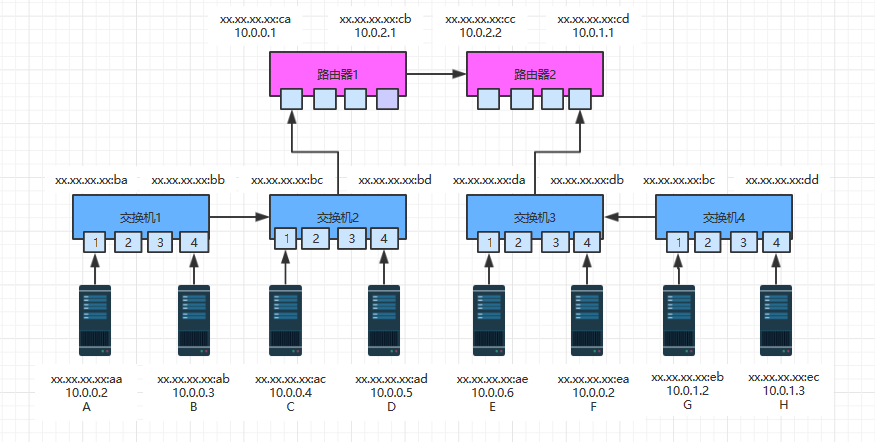 xx.xx.xx.xx:ca xx.xx.xx.xx:cb xx.xx.xx.xx:cc xx.xx.xx.xx:cd
10.0.0.1 10.0.2.1 10.0.2.2 10.0.1.1
路由器1 路由器2
xx.xx.xx.xx:ba xx.xx.xx.xx:bb xx.xx.xx.xx:bc xx.xx.xx.xx:bd xx.xx.xx.xx:da xx.xx.xx.xx:db xx.xx.xx.xx:bc xx.xx.xx.xx:dd
交换机1 交换机2 交换机3 交换机4
1 2 3 4 1 2 3 4 1 2 3 4 1 2 3 4
xx.xx.xx.xx:aa xx.xx.xx.xx:ab xx.xx.xx.xx:ac xx.xx.xx.xx:ad xx.xx.xx.xx:ae xx.xx.xx.xx:ea xx.xx.xx.xx:eb xx.xx.xx.xx:ec
10.0.0.2 10.0.0.3 10.0.0.4 10.0.0.5 10.0.0.6 10.0.0.2 10.0.1.2 10.0.1.3
A B C D E F G H